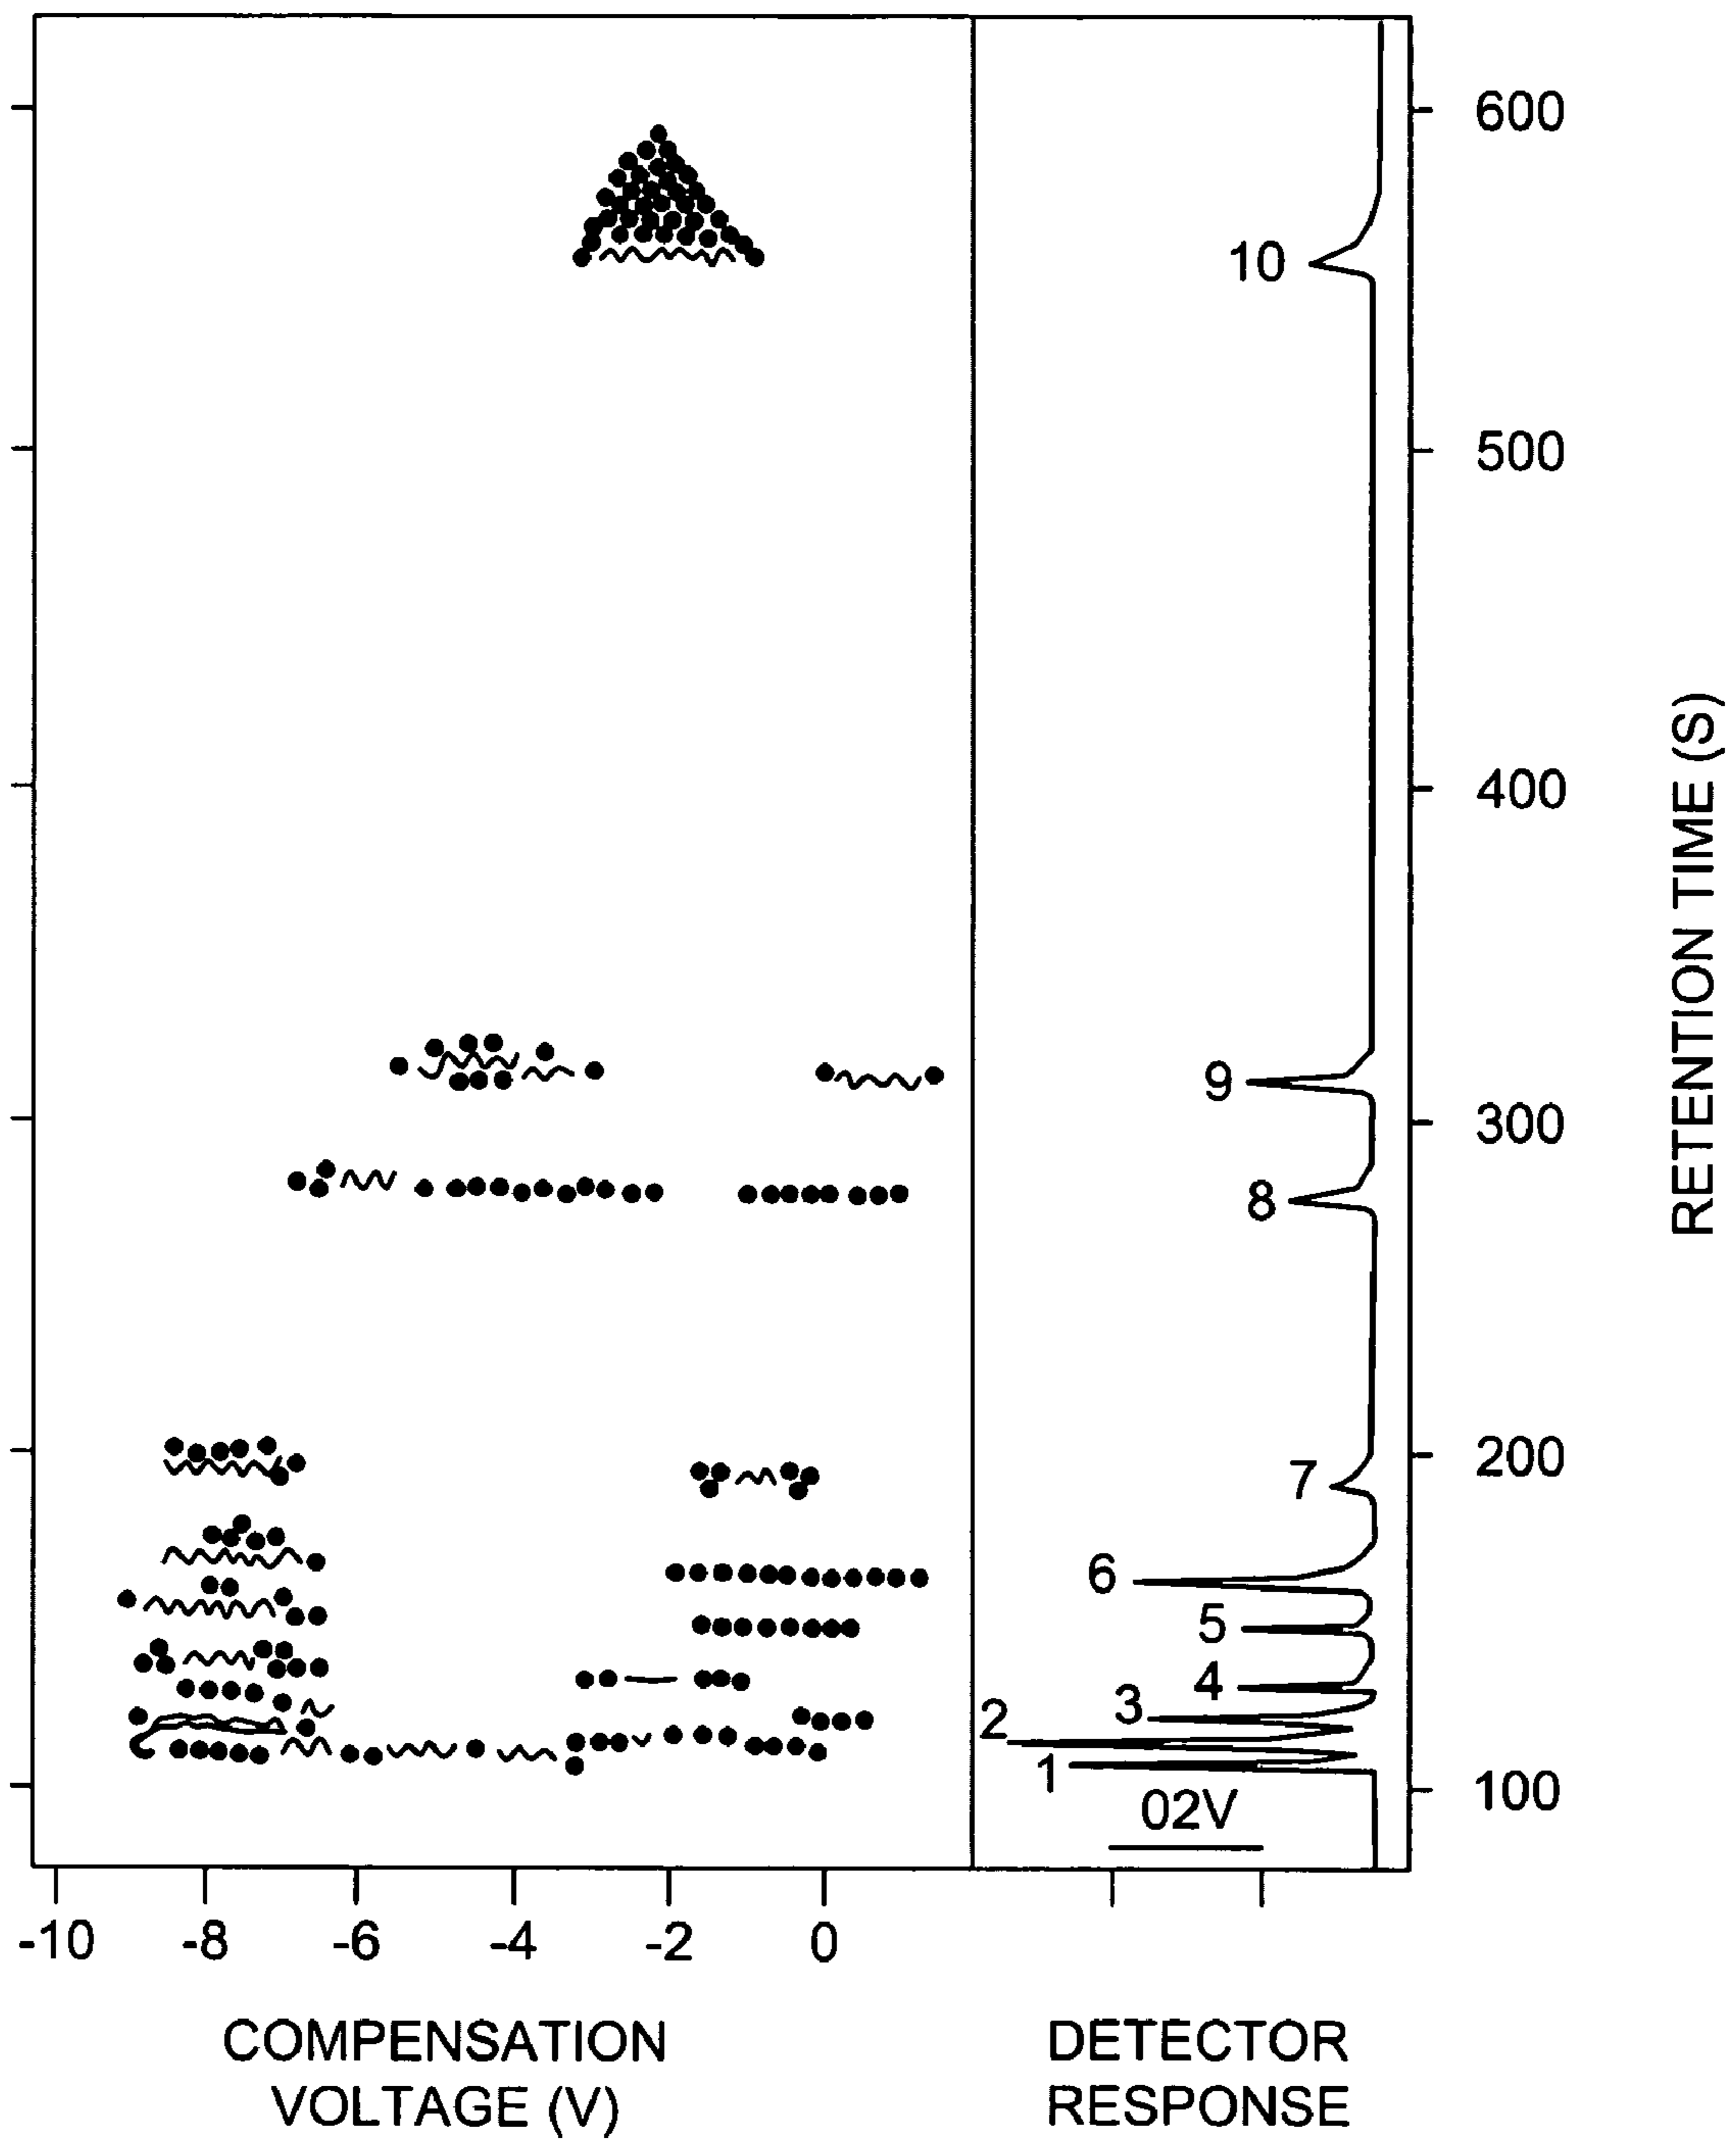 600
10
500
400
RETENTION TIME (S)
9
300
8
200
7
6
5
4
3
2
1
100
02V
-10 -8 -6 -4 -2 0
COMPENSATION
VOLTAGE (V)
DETECTOR
RESPONSE